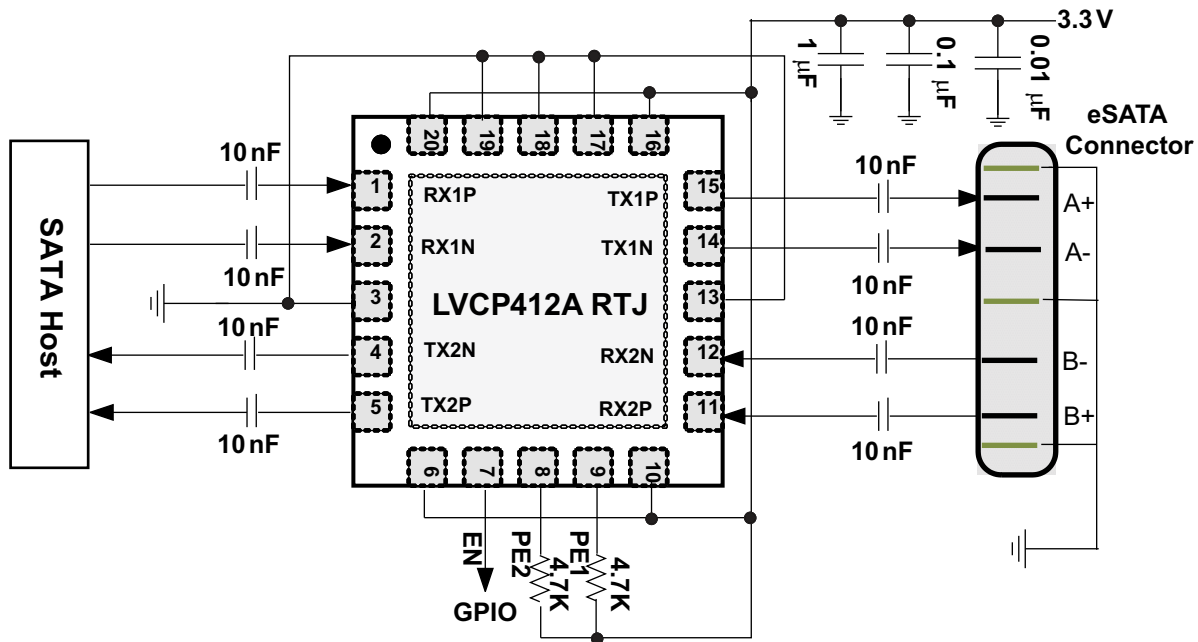 3.3 V
1 μF
0.1 μF
0.01 μF
eSATA
Connector
20
19
18
17
16
10 nF
10 nF
SATA Host
1
RX1P
TX1P
15
A+
2
RX1N
TX1N
14
A-
10 nF
10 nF
3
LVCP412A RTJ
13
10 nF
10 nF
4
TX2N
RX2N
12
B-
5
TX2P
RX2P
11
B+
10 nF
10 nF
6
7
8
9
10
EN
PE2
4.7K
PE1
4.7K
GPIO